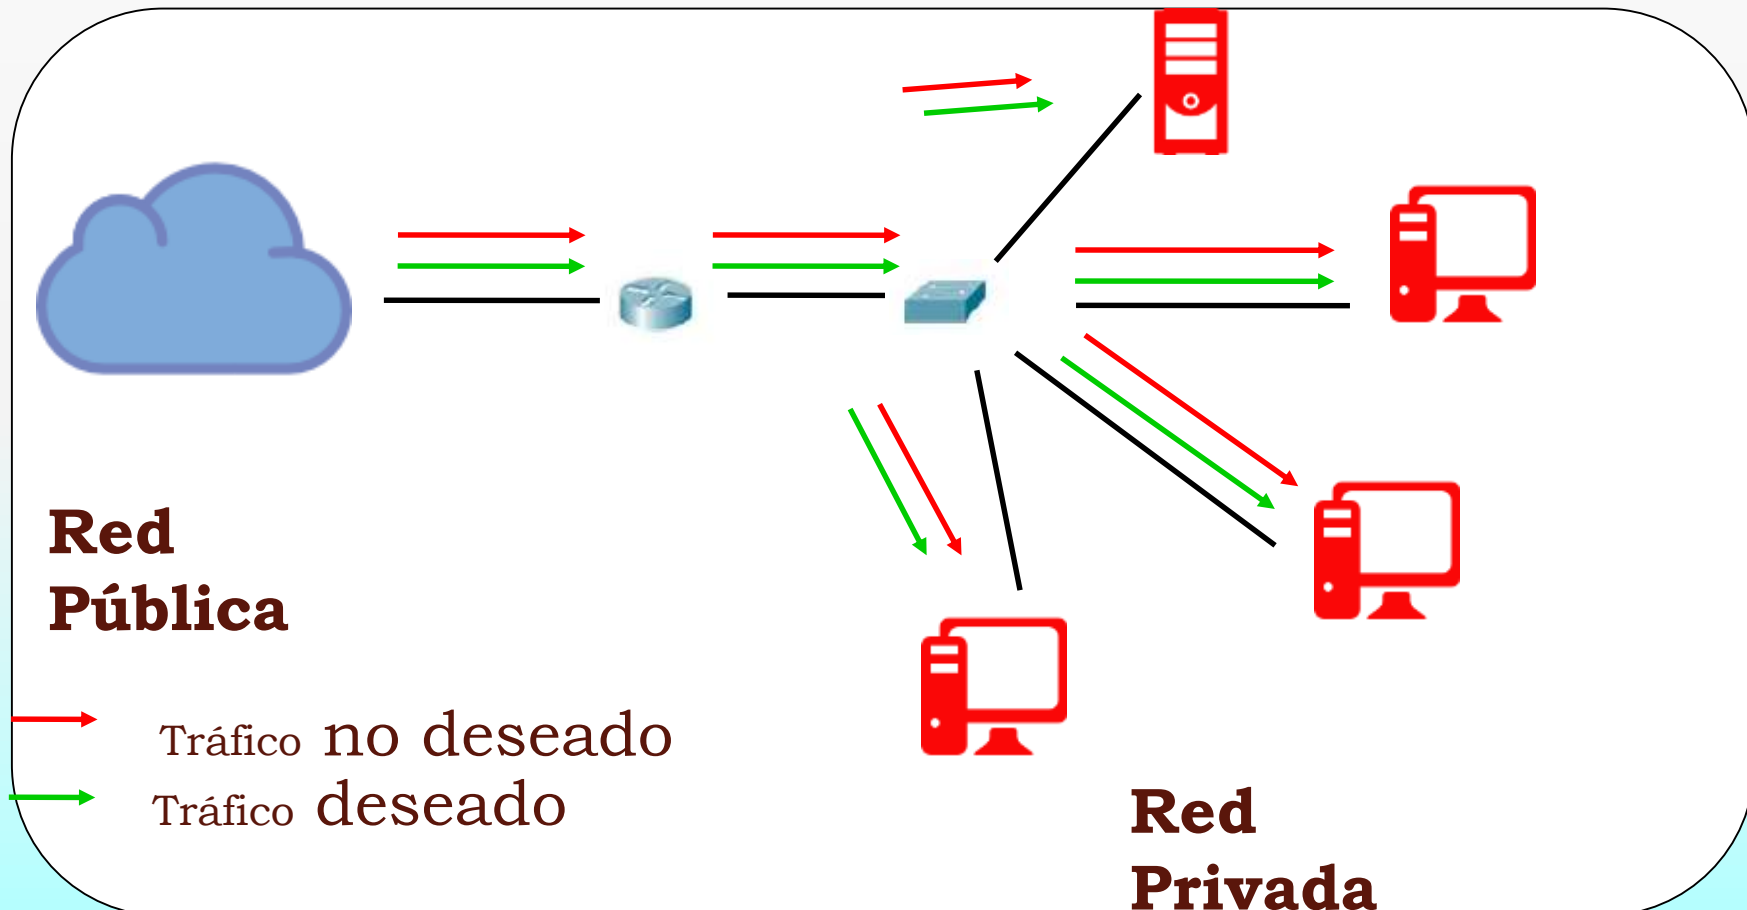 Red
Pública
Tráfico no deseado
Tráfico deseado
Red
Privada